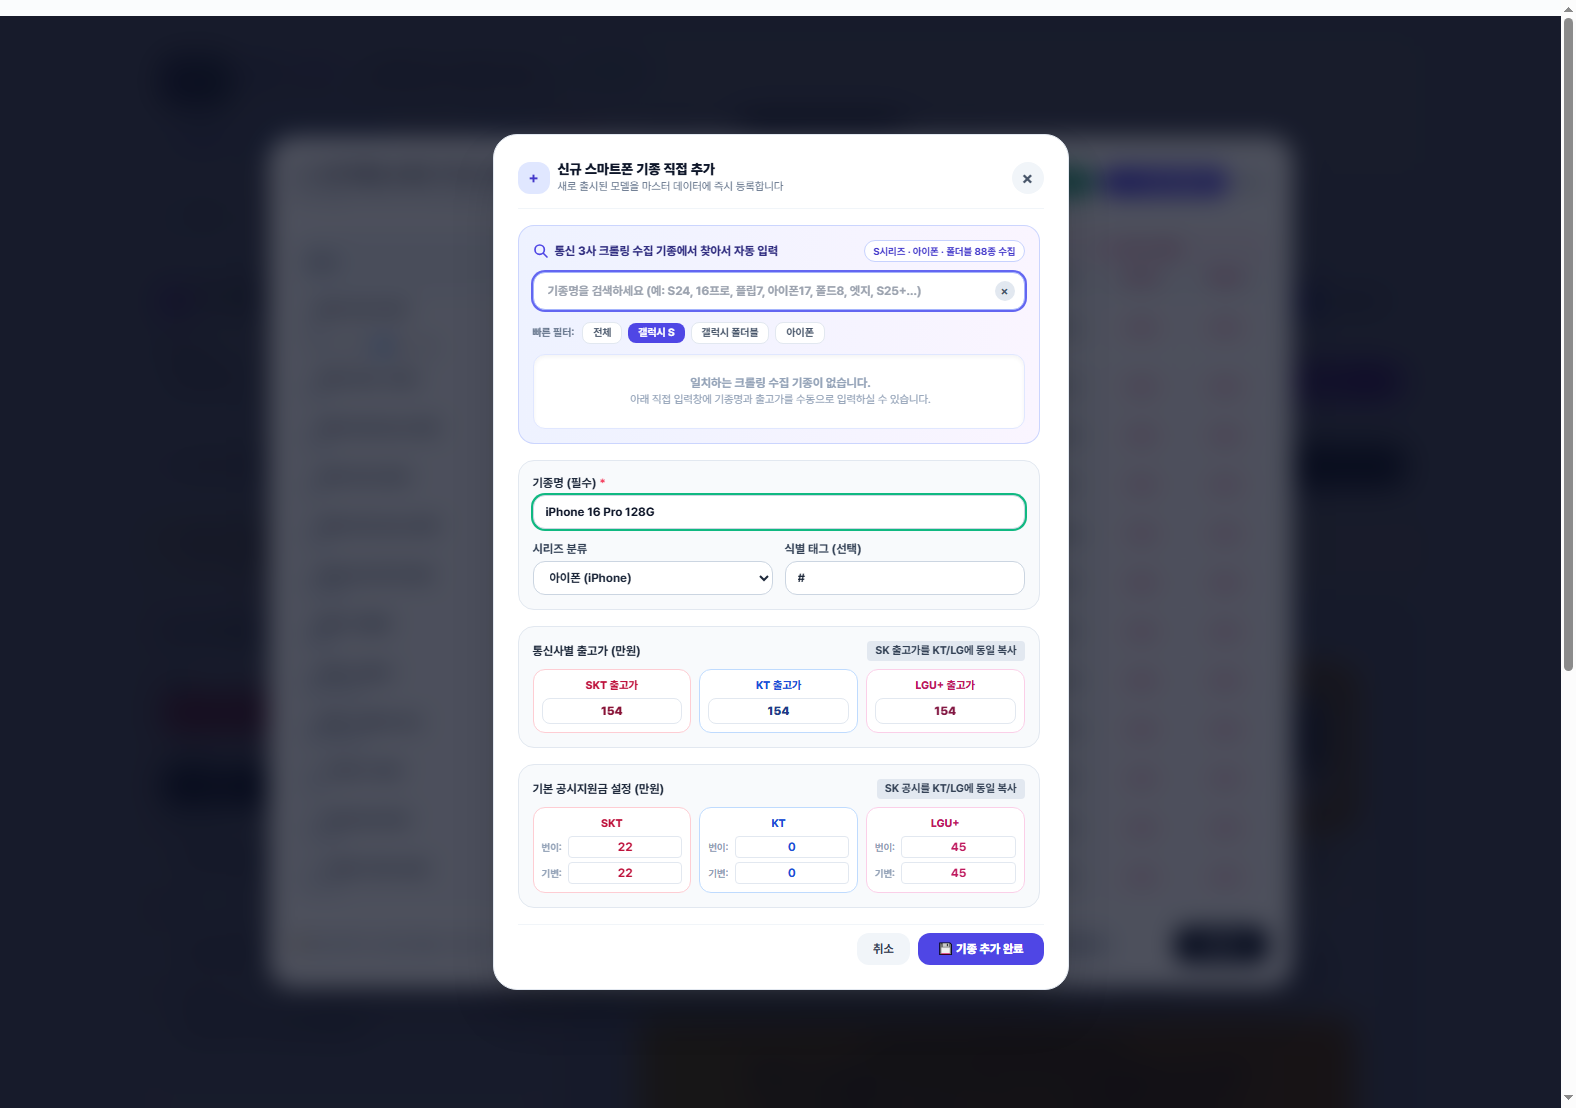 +
신규 스마트폰 기종 직접 추가
새로 출시된 모델을 마스터 데이터에 즉시 등록합니다
×
통신 3사 크롤링 수집 기종에서 찾아서 자동 입력
S시리즈 · 아이폰 · 폴더블 88종 수집
기종명을 검색하세요 (예: S24, 16프로, 플립7, 아이폰17, 폴드8, 엣지, S25+...)
×
빠른 필터: 전체 갤럭시 S 갤럭시 폴더블 아이폰
일치하는 크롤링 수집 기종이 없습니다.
아래 직접 입력창에 기종명과 출고가를 수동으로 입력하실 수 있습니다.
기종명 (필수) *
iPhone 16 Pro 128G
시리즈 분류 식별 태그 (선택)
아이폰 (iPhone) #
통신사별 출고가 (만원) SK 출고가를 KT/LG에 동일 복사
SKT 출고가 KT 출고가 LGU+ 출고가
154 154 154
기본 공시지원금 설정 (만원) SK 공시를 KT/LG에 동일 복사
SKT KT LGU+
번이: 22 번이: 0 번이: 45
기변: 22 기변: 0 기변: 45
취소 💾 기종 추가 완료